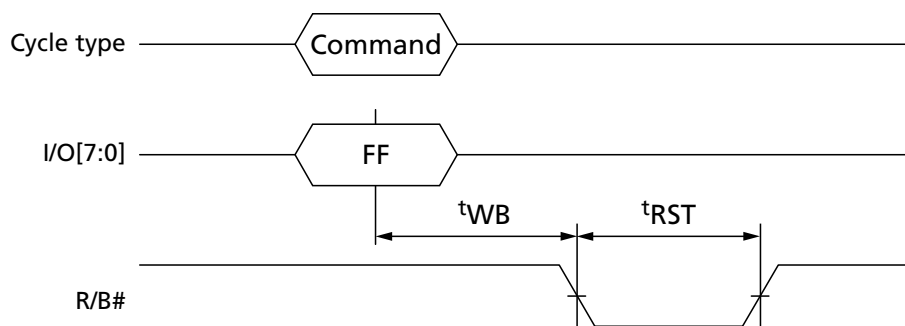 Cycle type
Command
I/O[7:0]
FF
tWB
tRST
R/B#